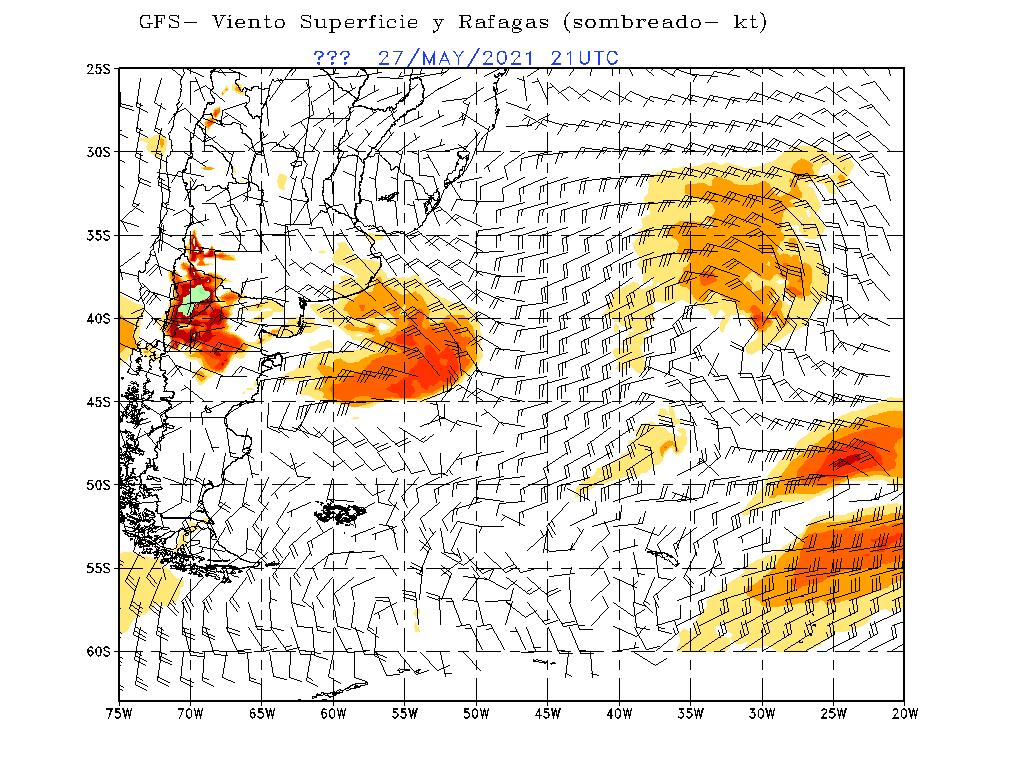 GFS− Viento Superficie y Rafagas (sombreado− kt)
??? 27/MAY/2021 21UTC
25S
30S
35S
40S
45S
50S
55S
60S
75W 70W 65W 60W 55W 50W 45W 40W 35W 30W 25W 20W